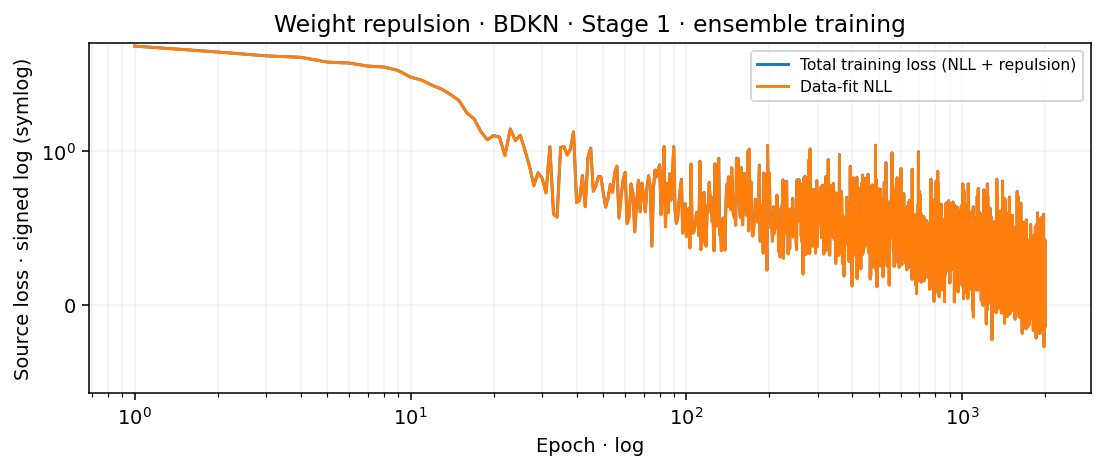 Weight repulsion · BDKN · Stage 1 · ensemble training
Source loss · signed log (symlog)
10⁰
0
Total training loss (NLL + repulsion)
Data-fit NLL
10⁰ 10¹ 10² 10³
Epoch · log